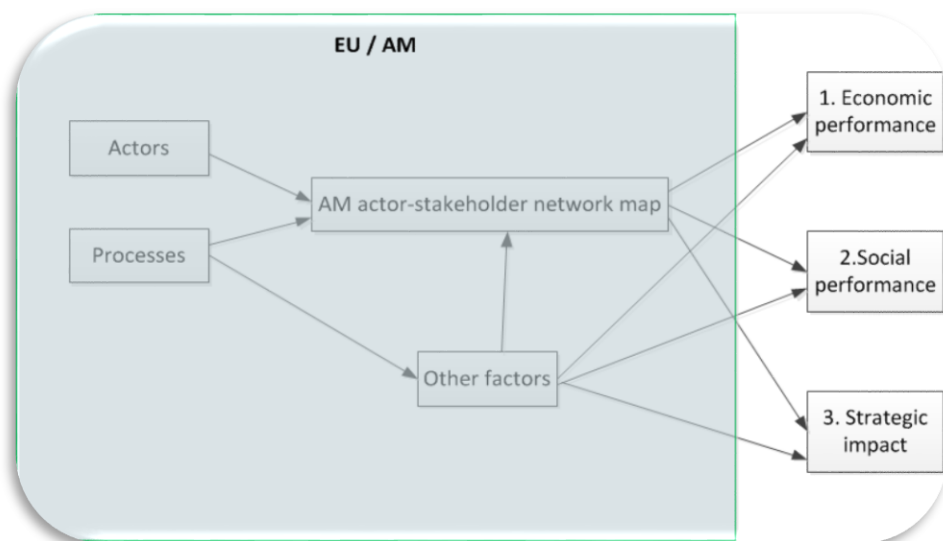 EU / AM
Actors
AM actor-stakeholder network map
Processes
Other factors
1. Economic
performance
2.Social
performance
3. Strategic
impact